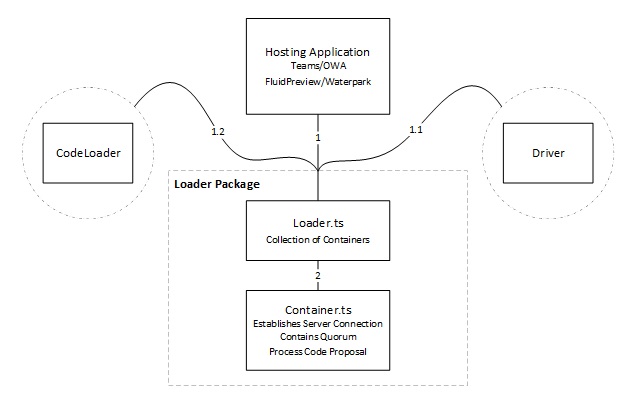 Hosting Application
Teams/OWA
FluidPreview/Waterpark
1.2
1
1.1
CodeLoader
Driver
Loader Package
Loader.ts
Collection of Containers
2
Container.ts
Establishes Server Connection
Contains Quorum
Process Code Proposal